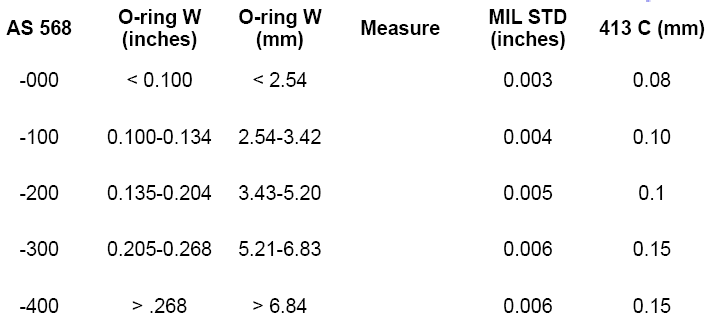 AS 568 O-ring W (inches) O-ring W (mm) Measure MIL STD (inches) 413 C (mm)
-000 < 0.100 < 2.54 0.003 0.08
-100 0.100-0.134 2.54-3.42 0.004 0.10
-200 0.135-0.204 3.43-5.20 0.005 0.1
-300 0.205-0.268 5.21-6.83 0.006 0.15
-400 > .268 > 6.84 0.006 0.15